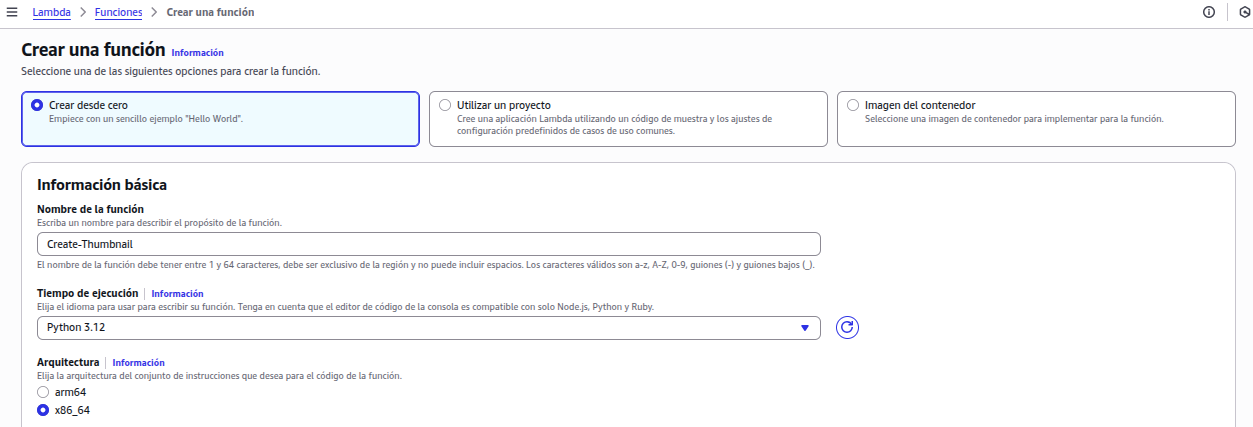 Lambda > Funciones > Crear una función
Crear una función Información
Seleccione una de las siguientes opciones para crear la función.
Crear desde cero
Empiece con un sencillo ejemplo "Hello World".
Utilizar un proyecto
Cree una aplicación Lambda utilizando un código de muestra y los ajustes de
configuración predefinidos de casos de uso comunes.
Imagen del contenedor
Seleccione una imagen de contenedor para implementar para la función.
Información básica
Nombre de la función
Escriba un nombre para describir el propósito de la función.
Create-Thumbnail
El nombre de la función debe tener entre 1 y 64 caracteres, debe ser exclusivo de la región y no puede incluir espacios. Los caracteres válidos son a-z, A-Z, 0-9, guiones (-) y guiones bajos (_).
Tiempo de ejecución | Información
Elija el idioma para usar para escribir su función. Tenga en cuenta que el editor de código de la consola es compatible con solo Node.js, Python y Ruby.
Python 3.12
Arquitectura | Información
Elija la arquitectura del conjunto de instrucciones que desea para el código de la función.
arm64
x86_64